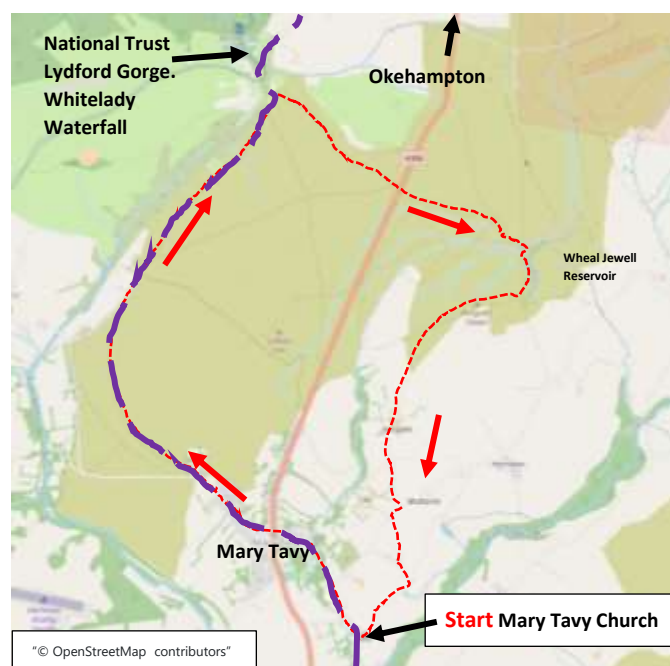 National Trust
Lydford Gorge.
Whitelady
Waterfall
Okehampton
Wheal Jewell
Reservoir
Mary Tavy
Start Mary Tavy Church
"© OpenStreetMap contributors"